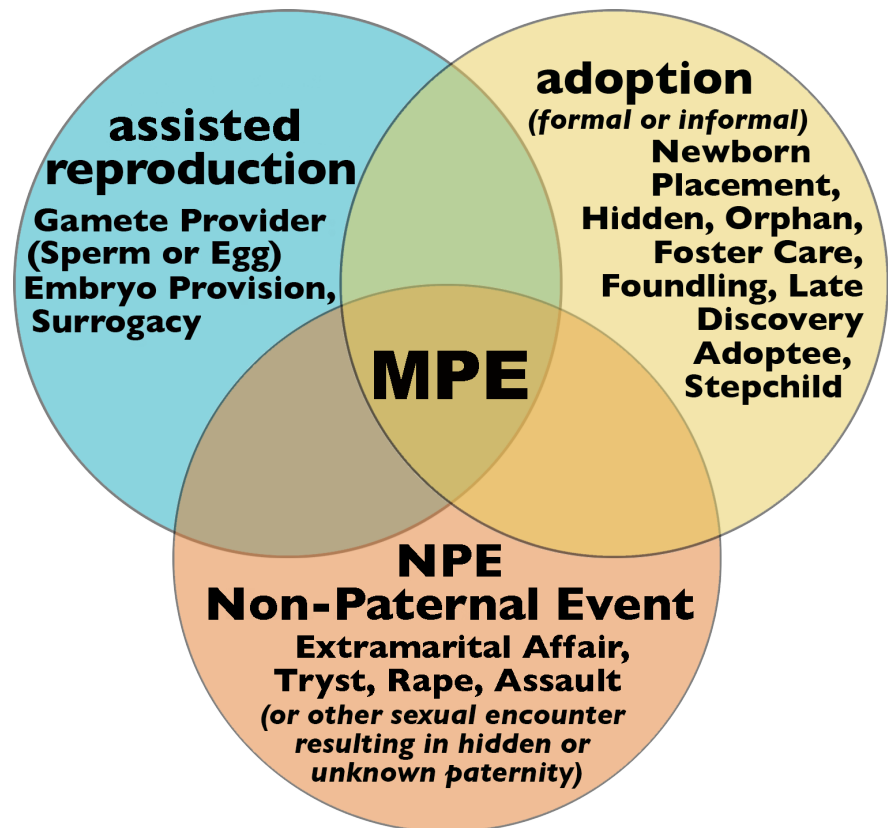 assisted
reproduction
Gamete Provider
(Sperm or Egg)
Embryo Provision,
Surrogacy
adoption
(formal or informal)
Newborn
Placement,
Hidden, Orphan,
Foster Care,
Foundling, Late
Discovery
Adoptee,
Stepchild
MPE
NPE
Non-Paternal Event
Extramarital Affair,
Tryst, Rape, Assault
(or other sexual encounter
resulting in hidden or
unknown paternity)